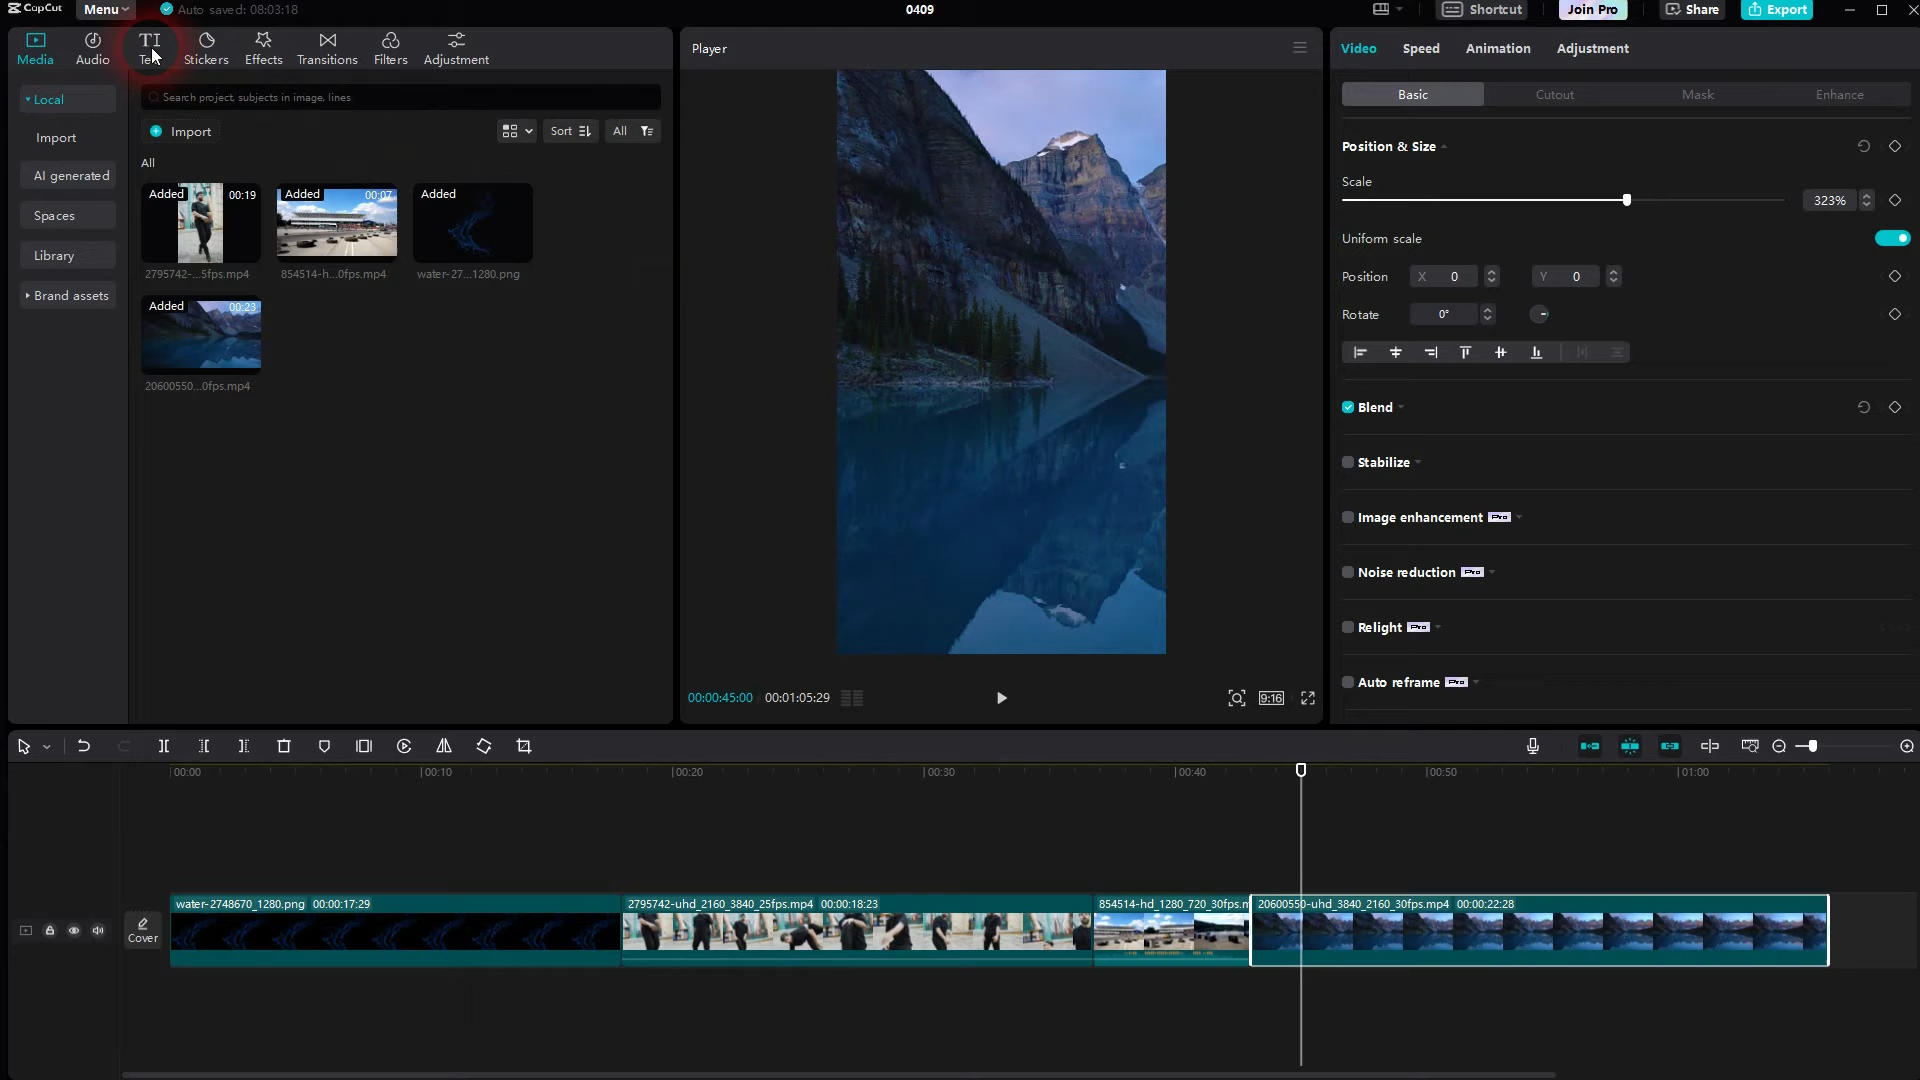 CapCut
Menu
Auto saved: 08:03:18
0409
Shortcut
Join Pro
Share
Export
Media
Audio
Stickers
Effects
Transitions
Filters
Adjustment
Local
Import
AI generated
Spaces
Library
Brand assets
Search project, subjects in image, lines
Import
Sort
All
All
Added 00:19
2795742-...5fps.mp4
Added 00:07
854514-h...0fps.mp4
Added
water-27...1280.png
Added 00:23
20600550...0fps.mp4
Player
00:00:45:00 00:01:05:29
9:16
Video
Speed
Animation
Adjustment
Basic
Cutout
Mask
Enhance
Position & Size
Scale
323%
Uniform scale
Position X 0 Y 0
Rotate 0°
Blend
Stabilize
Image enhancement Pro
Noise reduction Pro
Relight Pro
Auto reframe Pro
00:00 00:10 00:20 00:30 00:40 00:50 01:00
Cover
water-2748670_1280.png 00:00:17:29
2795742-uhd_2160_3840_25fps.mp4 00:00:18:23
854514-hd_1280_720_30fps.m
20600550-uhd_3840_2160_30fps.mp4 00:00:22:28